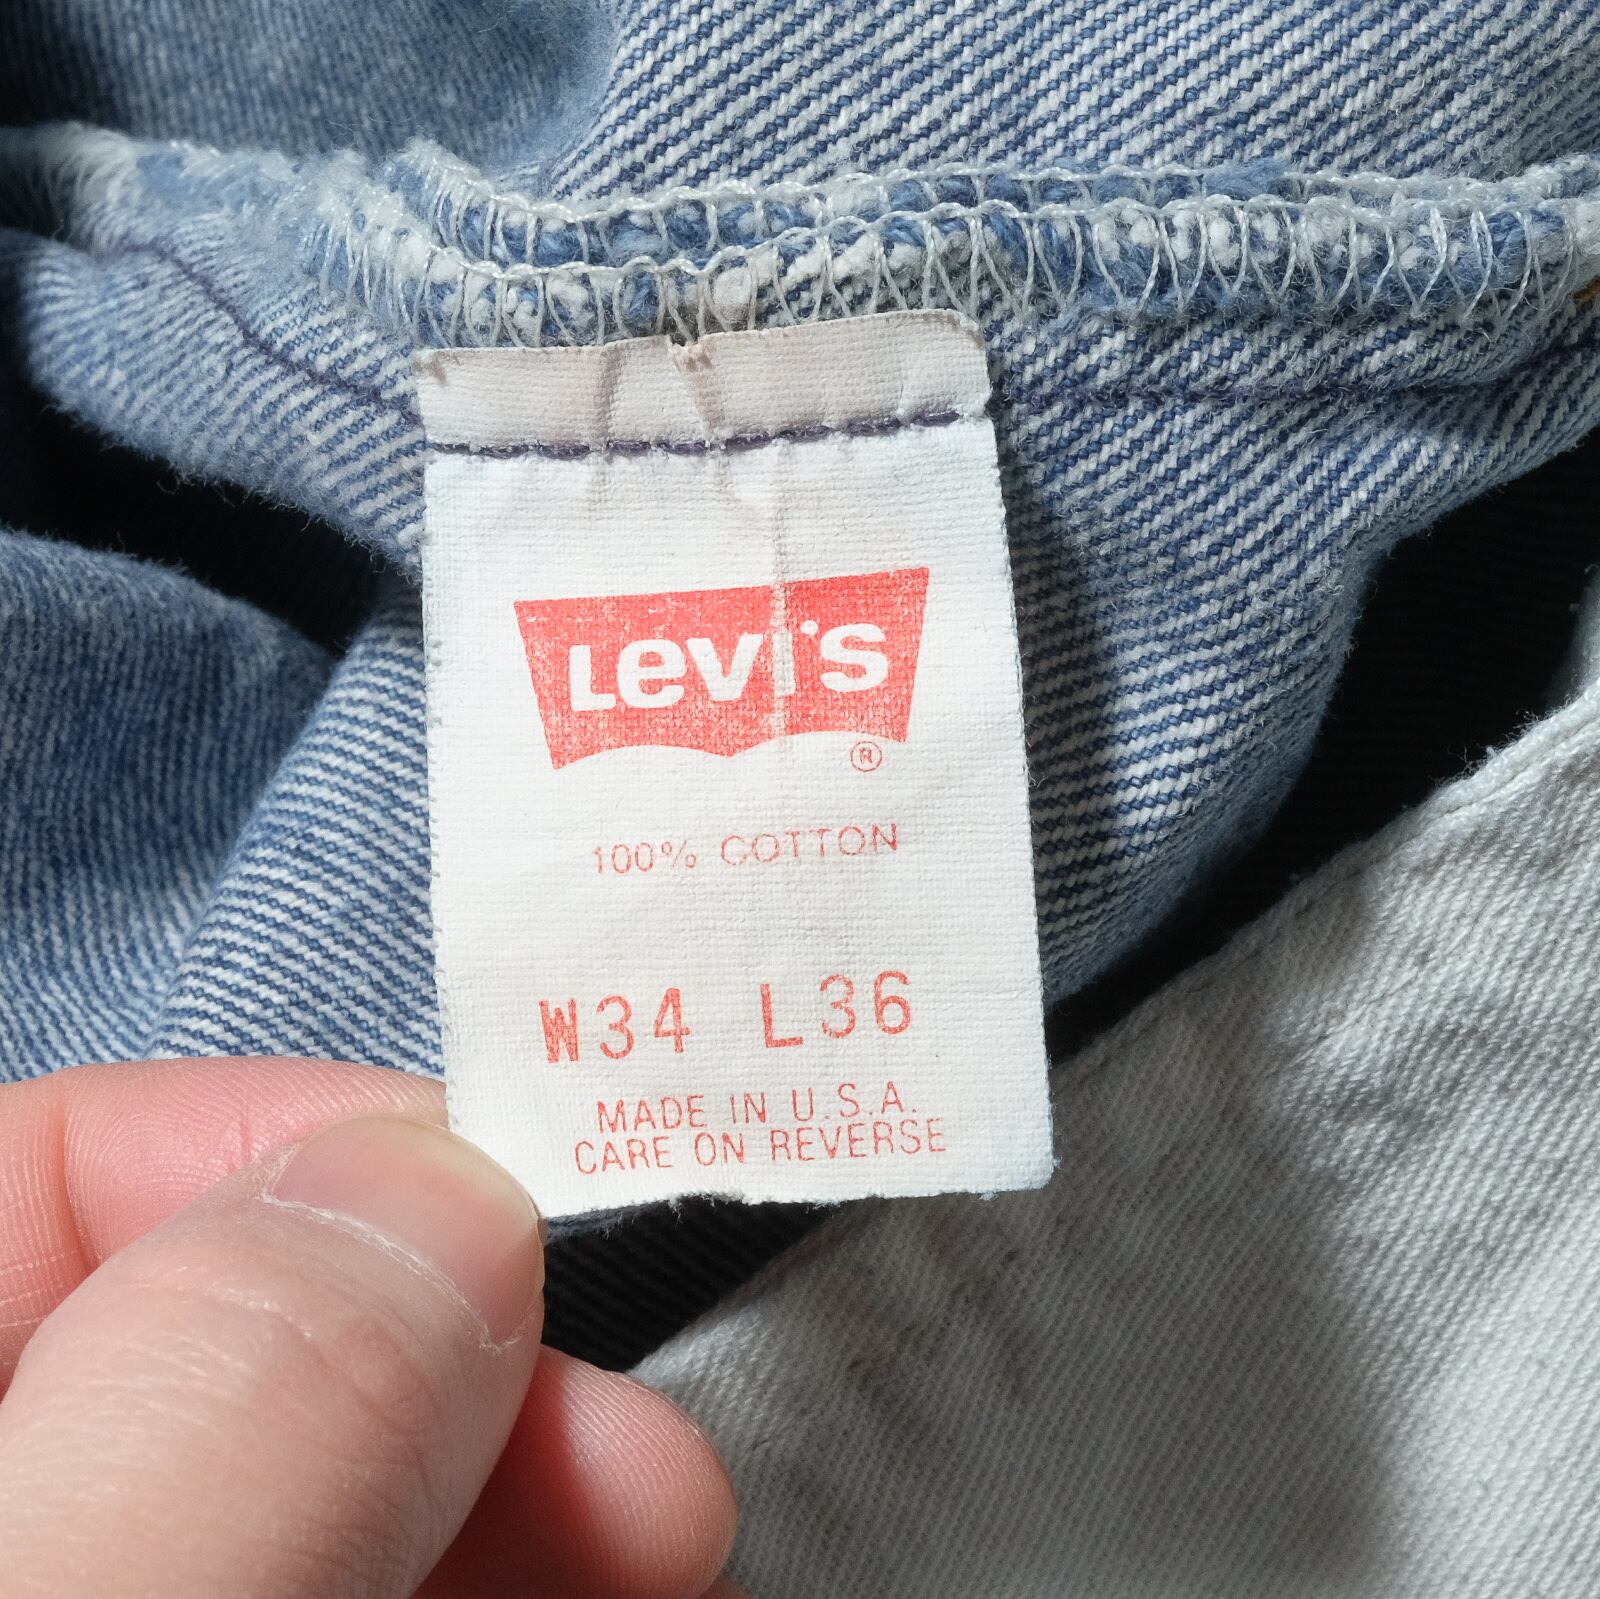 Levi's
®
100% COTTON
W34 L36
MADE IN U.S.A.
CARE ON REVERSE